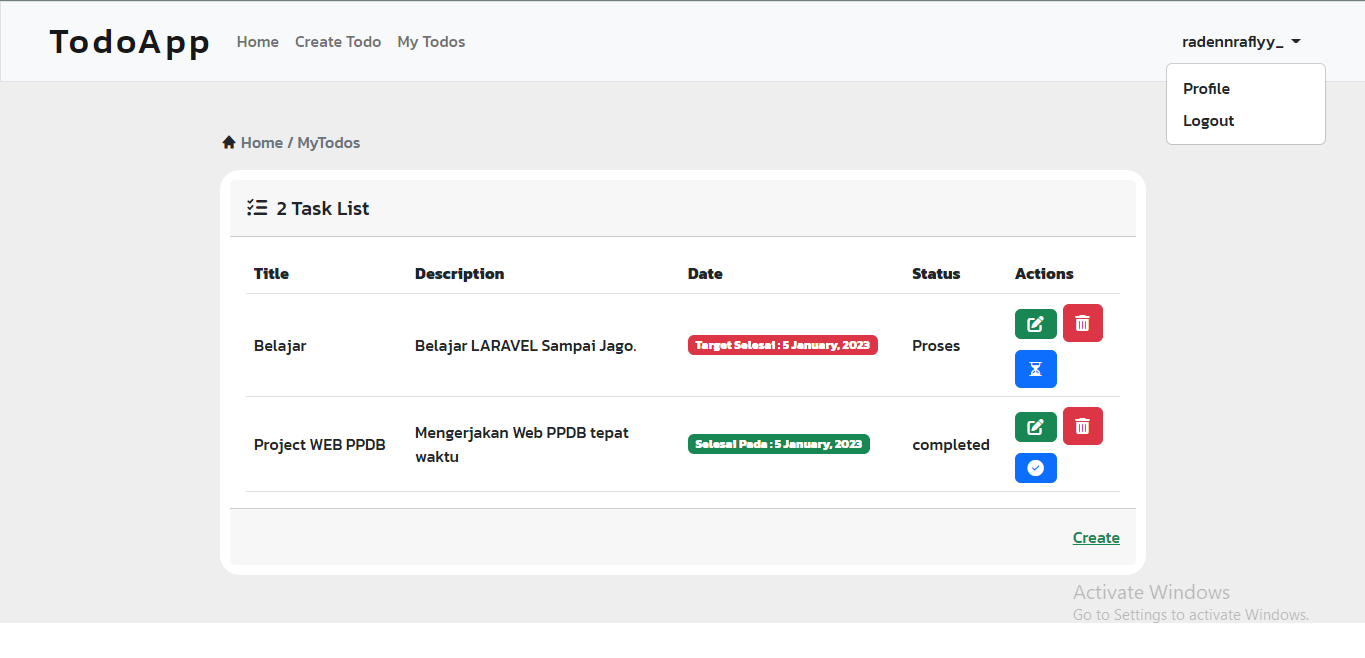 TodoApp Home Create Todo My Todos radennraflyy_
Profile
Logout
Home / MyTodos
2 Task List
Title Description Date Status Actions
Belajar Belajar LARAVEL Sampai Jago. Target Selesai : 5 January, 2023 Proses
Project WEB PPDB Mengerjakan Web PPDB tepat waktu Selesai Pada : 5 January, 2023 completed
Create
Activate Windows
Go to Settings to activate Windows.